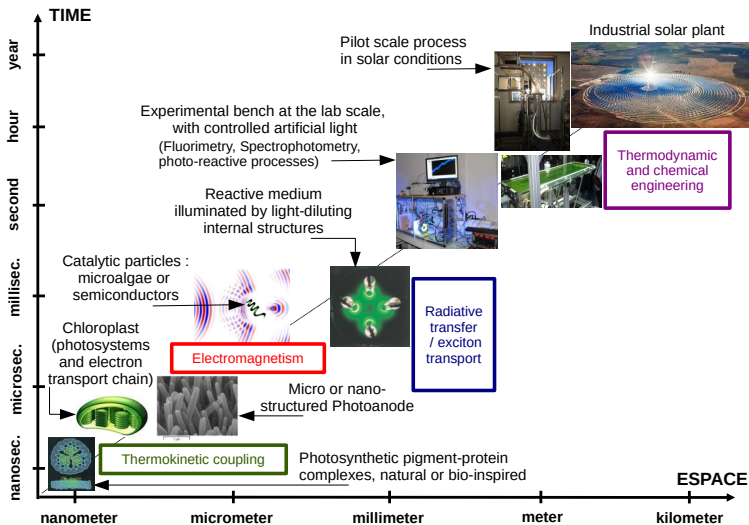 TIME
year
hour
second
millisec.
microsec.
nanosec.
Industrial solar plant
Pilot scale process
in solar conditions
Experimental bench at the lab scale,
with controlled artificial light
(Fluorimetry, Spectrophotometry,
photo-reactive processes)
Thermodynamic
and chemical
engineering
Reactive medium
illuminated by light-diluting
internal structures
Catalytic particles :
microalgae or
semiconductors
Radiative
transfer
/ exciton
transport
Chloroplast
(photosystems
and electron
transport chain)
Electromagnetism
Micro or nano-
structured Photoanode
Thermokinetic coupling
Photosynthetic pigment-protein
complexes, natural or bio-inspired
ESPACE
nanometer
micrometer
millimeter
meter
kilometer